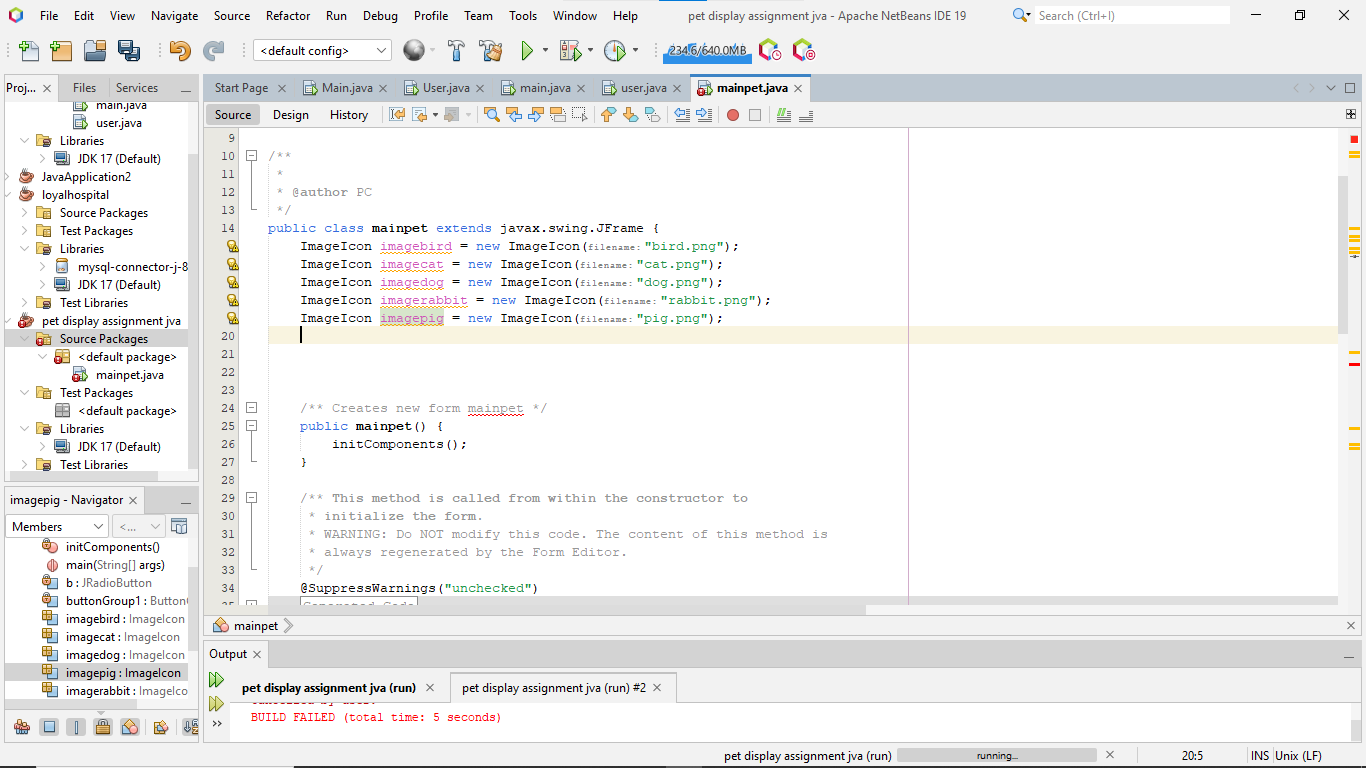 File Edit View Navigate Source Refactor Run Debug Profile Team Tools Window Help pet display assignment jva - Apache NetBeans IDE 19 Search (Ctrl+I)
<default config> 234.6/640.0MB
Proj... Files Services
main.java
user.java
Libraries
JDK 17 (Default)
JavaApplication2
loyalhospital
Source Packages
Test Packages
Libraries
mysql-connector-j-8
JDK 17 (Default)
Test Libraries
pet display assignment jva
Source Packages
<default package>
mainpet.java
Test Packages
<default package>
Libraries
JDK 17 (Default)
Test Libraries
imagepig - Navigator
Members <...
initComponents()
main(String[] args)
b : JRadioButton
buttonGroup1 : Button
imagebird : ImageIcon
imagecat : ImageIcon
imagedog : ImageIcon
imagepig : ImageIcon
imagerabbit : ImageIco
Start Page Main.java User.java main.java user.java mainpet.java
Source Design History
9
10 /**
11 *
12 * @author PC
13 */
14 public class mainpet extends javax.swing.JFrame {
ImageIcon imagebird = new ImageIcon(filename: "bird.png");
ImageIcon imagecat = new ImageIcon(filename: "cat.png");
ImageIcon imagedog = new ImageIcon(filename: "dog.png");
ImageIcon imagerabbit = new ImageIcon(filename: "rabbit.png");
ImageIcon imagepig = new ImageIcon(filename: "pig.png");
20
21
22
23
24 /** Creates new form mainpet */
25 public mainpet() {
26 initComponents();
27 }
28
29 /** This method is called from within the constructor to
30 * initialize the form.
31 * WARNING: Do NOT modify this code. The content of this method is
32 * always regenerated by the Form Editor.
33 */
34 @SuppressWarnings("unchecked")
35 Generated Code
mainpet
Output
pet display assignment jva (run) pet display assignment jva (run) #2
cancelled by user.
BUILD FAILED (total time: 5 seconds)
pet display assignment jva (run) running... 20:5 INS Unix (LF)